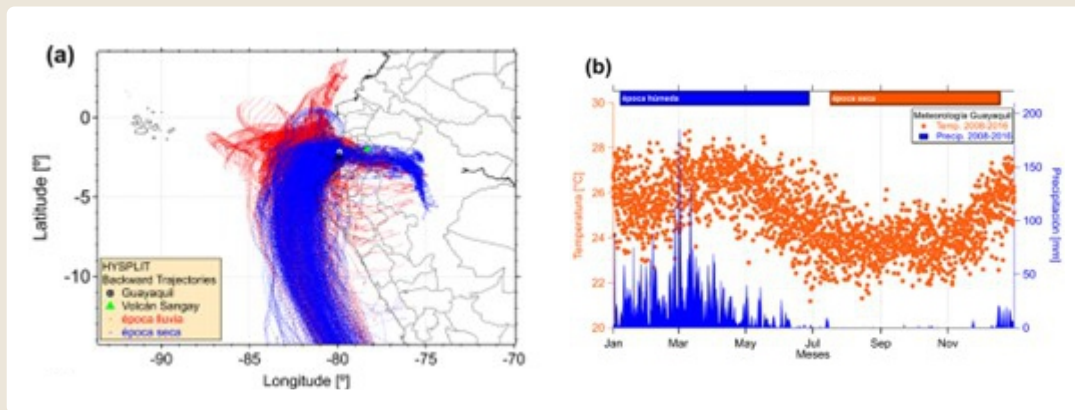 (a)
Latitude [º]
0
-5
-10
HYSPLIT
Backward Trajectories
Guayaquil
Volcán Sangay
época lluvia
época seca
-90
-85
-80
-75
-70
Longitude [º]
(b)
época húmeda
época seca
30
28
26
24
22
20
Temperatura [°C]
Meteorología Guayaquil
Temp. 2008-2016
Precip. 2008-2016
200
150
100
50
0
Precipitación [mm]
Jan
Mar
May
Jul
Sep
Nov
Meses